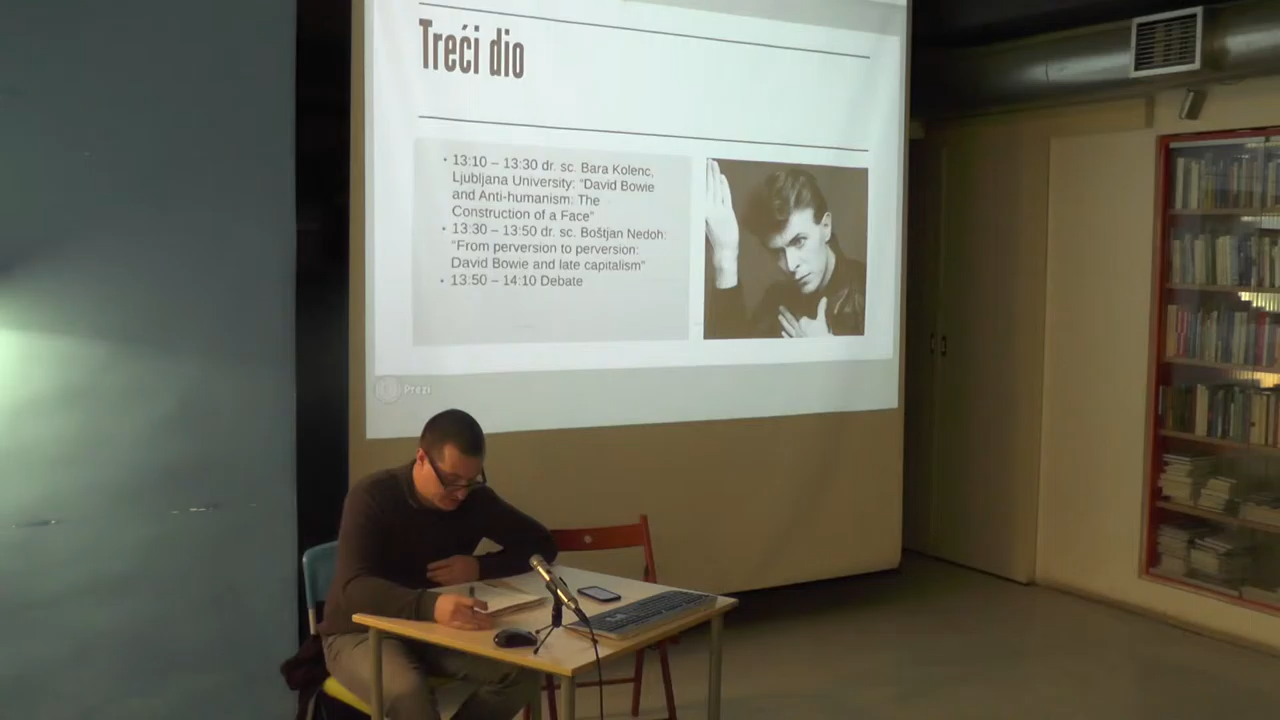 Treći dio
• 13:10 – 13:30 dr. sc. Bara Kolenc,
Ljubljana University: "David Bowie
and Anti-humanism: The
Construction of a Face"
• 13:30 – 13:50 dr. sc. Boštjan Nedoh:
"From perversion to perversion:
David Bowie and late capitalism"
• 13:50 – 14:10 Debate
Prezi